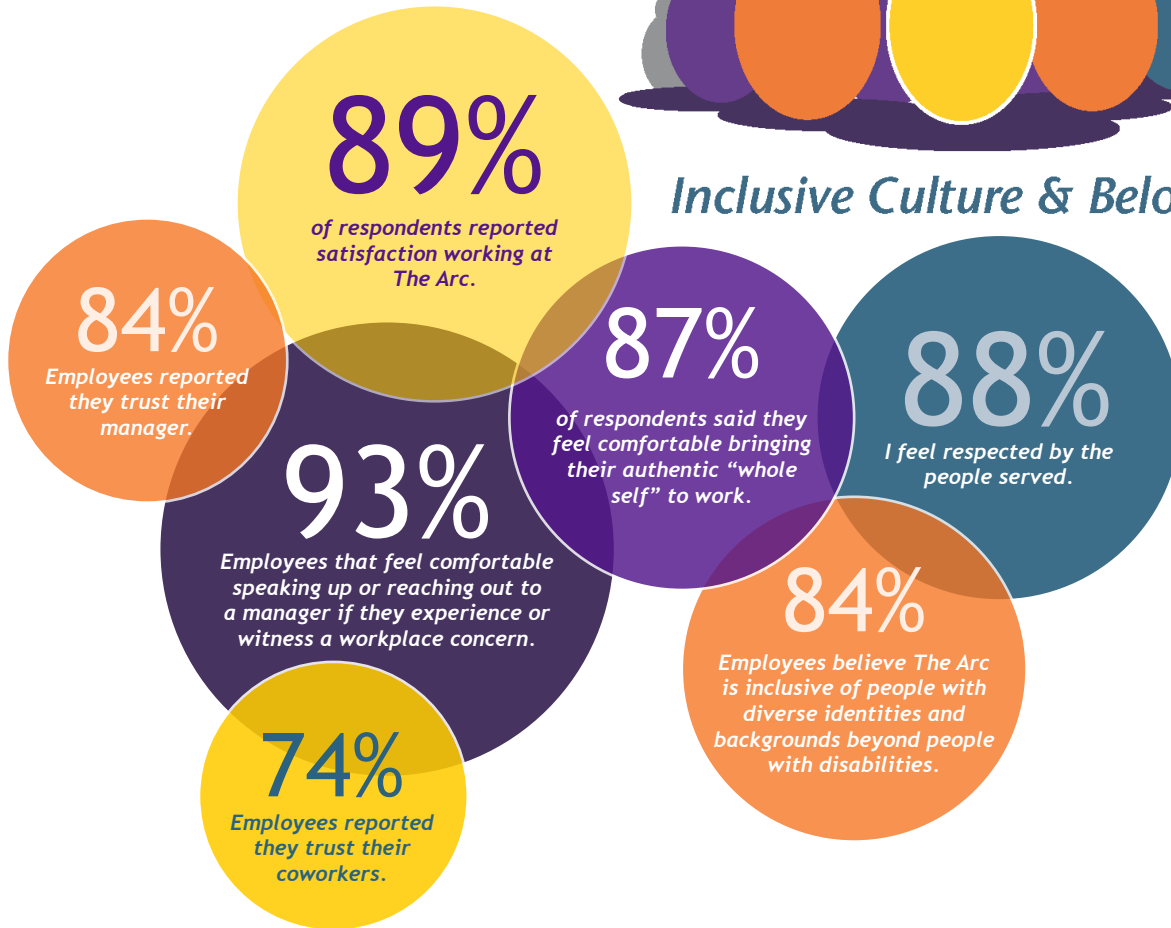 89%
of respondents reported
satisfaction working at
The Arc.
Inclusive Culture &
84%
Employees reported
they trust their
manager.
87%
of respondents said they
feel comfortable bringing
their authentic “whole
self” to work.
88%
I feel respected by the
people served.
93%
Employees that feel comfortable
speaking up or reaching out to
a manager if they experience or
witness a workplace concern.
84%
Employees believe The Arc
is inclusive of people with
diverse identities and
backgrounds beyond people
with disabilities.
74%
Employees reported
they trust their
coworkers.